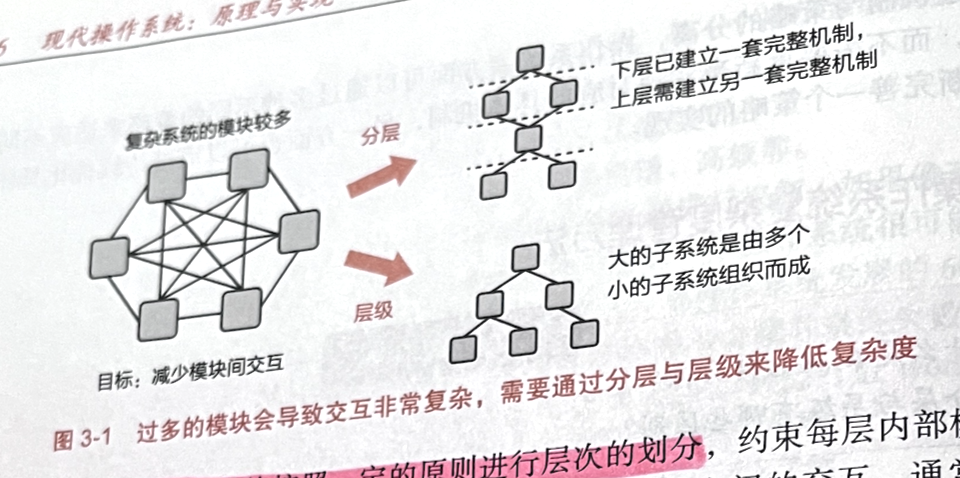 现代操作系统：原理与实现
复杂系统的模块较多
分层
下层已建立一套完整机制，
上层需建立另一套完整机制
层级
大的子系统是由多个
小的子系统组织而成
目标：减少模块间交互
图 3-1 过多的模块会导致交互非常复杂，需要通过分层与层级来降低复杂度
定的原则进行层次的划分，约束每层内部